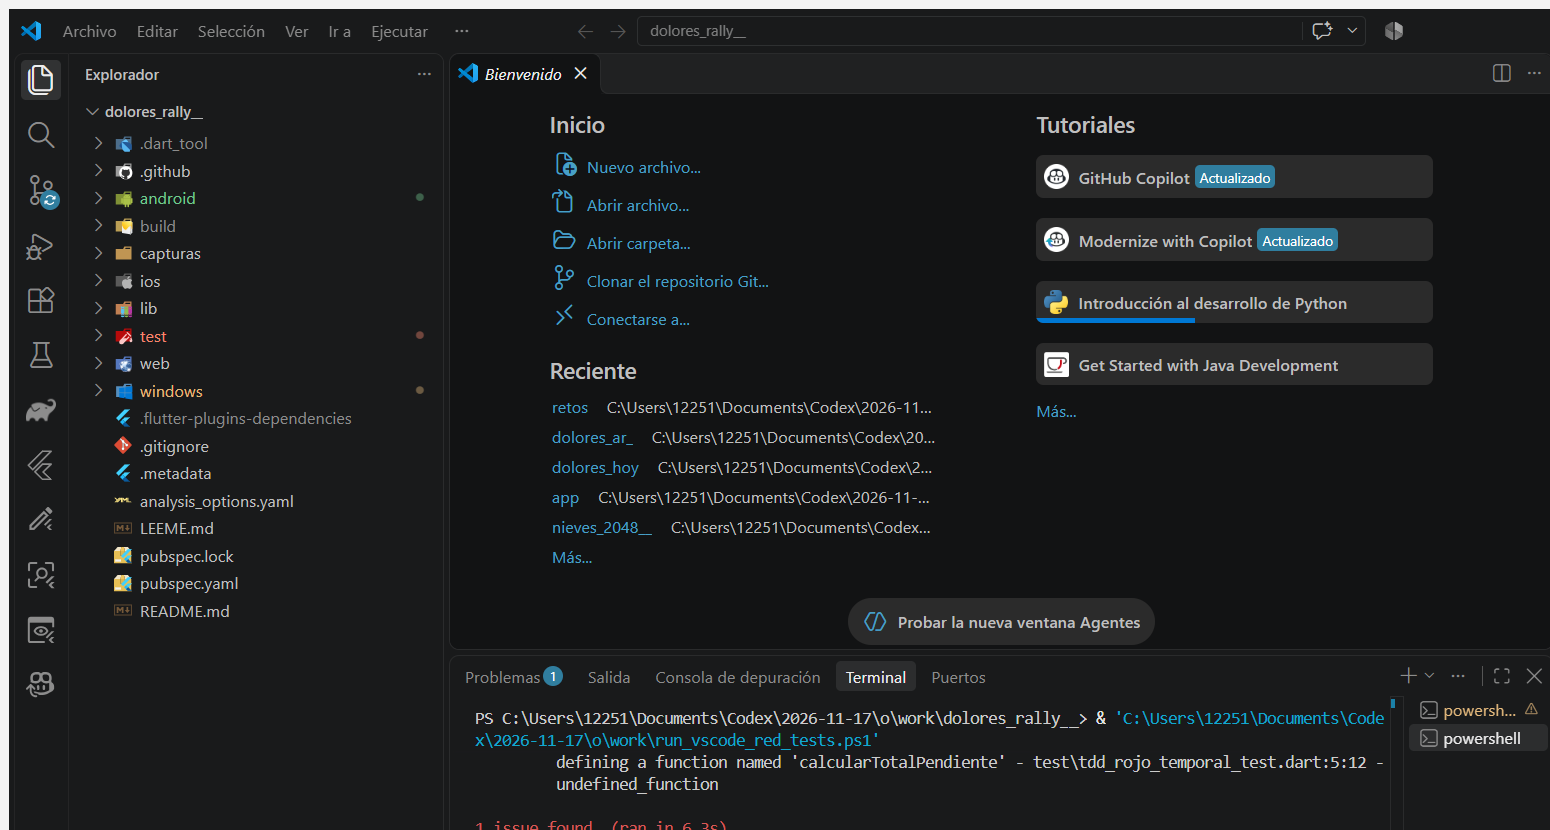 Archivo Editar Selección Ver Ir a Ejecutar ··· dolores_rally__
Explorador ···
dolores_rally__
.dart_tool
.github
android
build
capturas
ios
lib
test
web
windows
.flutter-plugins-dependencies
.gitignore
.metadata
analysis_options.yaml
LEEME.md
pubspec.lock
pubspec.yaml
README.md
Bienvenido
Inicio
Nuevo archivo...
Abrir archivo...
Abrir carpeta...
Clonar el repositorio Git...
Conectarse a...
Reciente
retos C:\Users\12251\Documents\Codex\2026-11...
dolores_ar_ C:\Users\12251\Documents\Codex\20...
dolores_hoy C:\Users\12251\Documents\Codex\2...
app C:\Users\12251\Documents\Codex\2026-11-...
nieves_2048__ C:\Users\12251\Documents\Codex...
Más...
Tutoriales
GitHub Copilot Actualizado
Modernize with Copilot Actualizado
Introducción al desarrollo de Python
Get Started with Java Development
Más...
Probar la nueva ventana Agentes
Problemas 1 Salida Consola de depuración Terminal Puertos
PS C:\Users\12251\Documents\Codex\2026-11-17\o\work\dolores_rally__> & 'C:\Users\12251\Documents\Code
x\2026-11-17\o\work\run_vscode_red_tests.ps1'
defining a function named 'calcularTotalPendiente' - test\tdd_rojo_temporal_test.dart:5:12 -
undefined_function
1 issue found. (ran in 6.3s)
powersh...
powershell